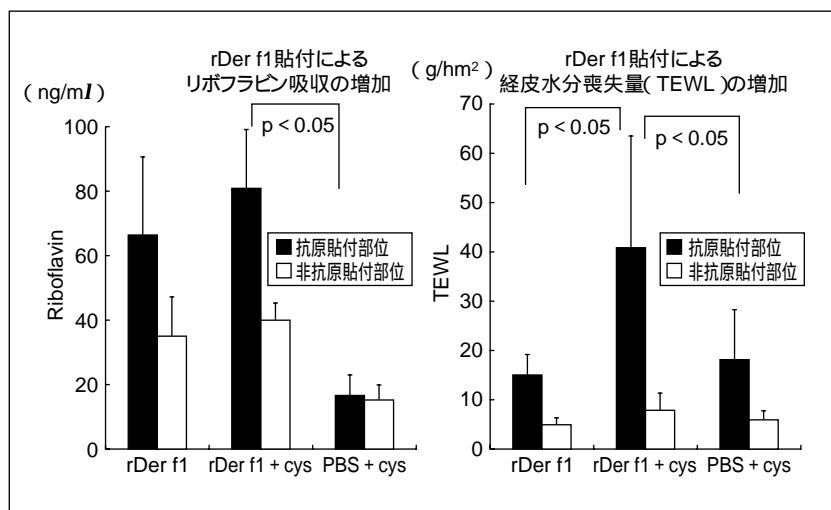 rDer f1貼付による
リボフラビン吸収の増加
(ng/ml)
100
80
60
40
20
0
Riboflavin
p < 0.05
■抗原貼付部位
□非抗原貼付部位
rDer f1
rDer f1 + cys
PBS + cys
rDer f1貼付による
経皮水分喪失量(TEWL)の増加
(g/hm²)
70
60
50
40
30
20
10
0
TEWL
p < 0.05
p < 0.05
■抗原貼付部位
□非抗原貼付部位
rDer f1
rDer f1 + cys
PBS + cys